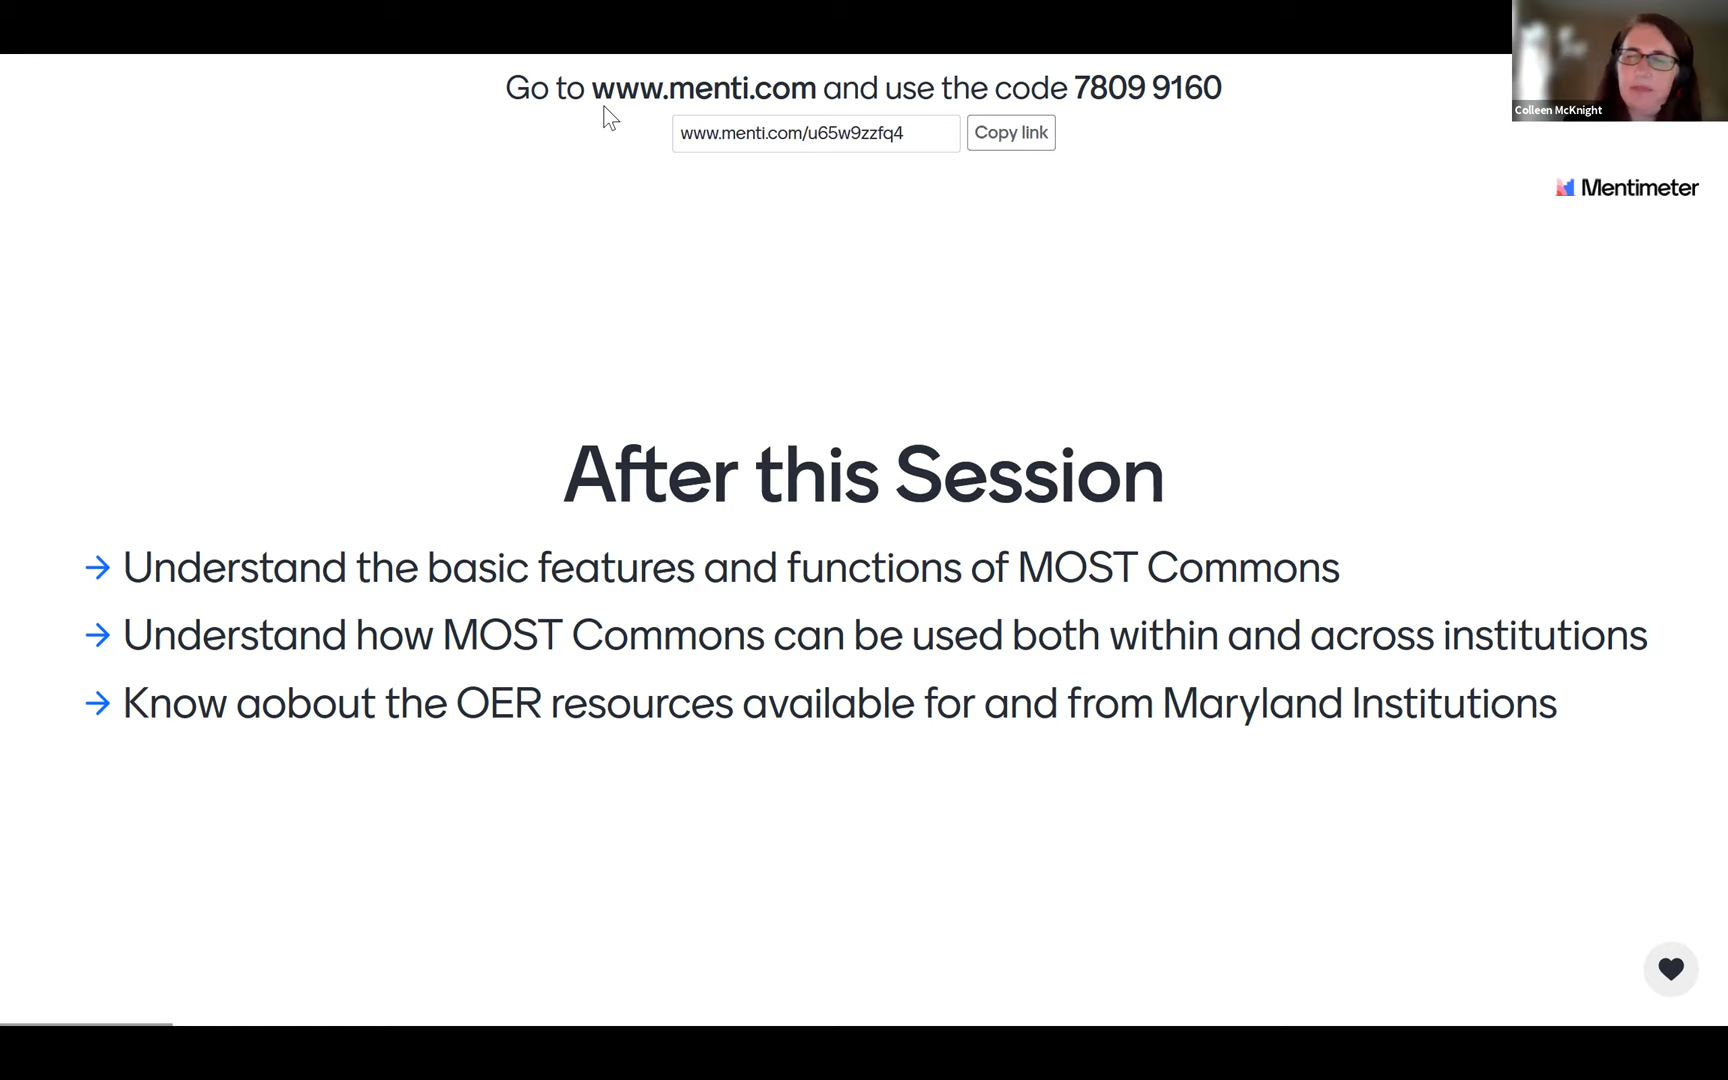 Go to www.menti.com and use the code 7809 9160
www.menti.com/u65w9zzfq4 Copy link
Colleen McKnight
Mentimeter
After this Session
→ Understand the basic features and functions of MOST Commons
→ Understand how MOST Commons can be used both within and across institutions
→ Know aobout the OER resources available for and from Maryland Institutions